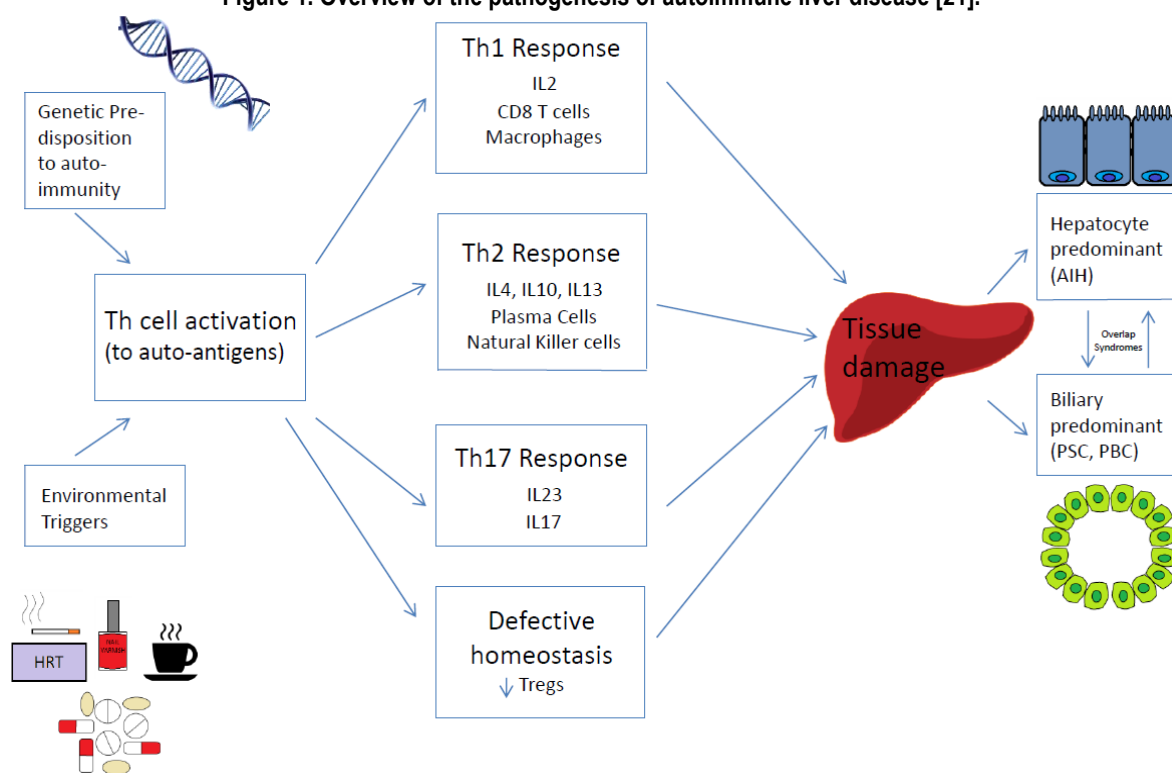 Figure 1. Overview of the pathogenesis of autoimmune liver disease [21].
Genetic Pre-
disposition
to auto-
immunity
Th cell activation
(to auto-antigens)
Environmental
Triggers
HRT
NAIL
VARNISH
Th1 Response
IL2
CD8 T cells
Macrophages
Th2 Response
IL4, IL10, IL13
Plasma Cells
Natural Killer cells
Th17 Response
IL23
IL17
Defective
homeostasis
↓ Tregs
Tissue
damage
Hepatocyte
predominant
(AIH)
Overlap
Syndromes
Biliary
predominant
(PSC, PBC)